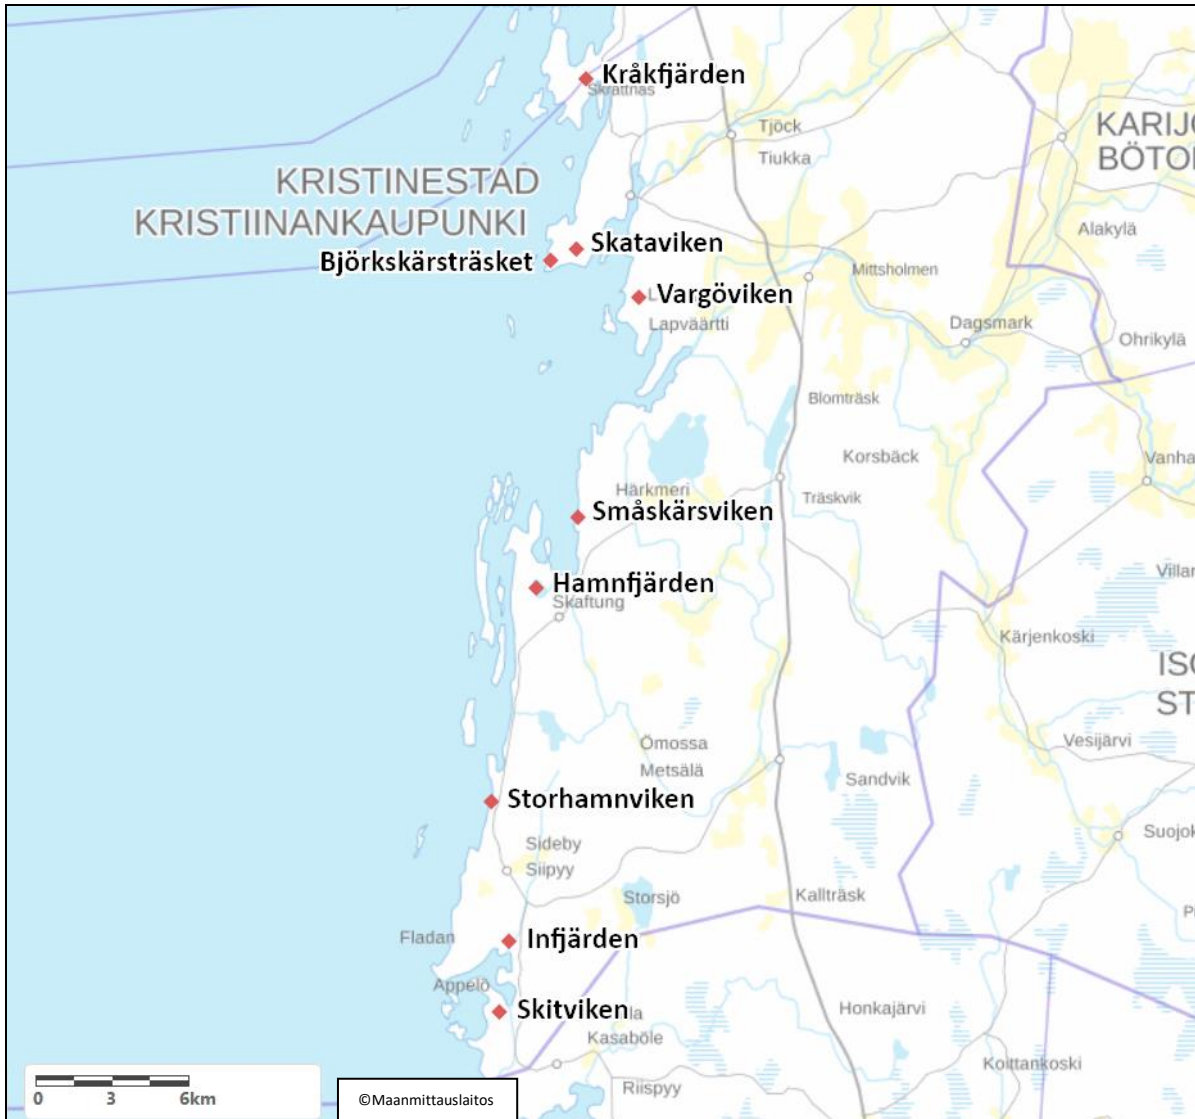 Kråkfjärden
Skrattnäs
Tjöck
Tiukka
KRISTINESTAD
KRISTIINANKAUPUNKI
Alakylä
Skataviken
Björkskärsträsket
Mittsholmen
Vargöviken
Lapväärtti
Dagsmark
Ohrikylä
Blomträsk
Korsbäck
Härkmeri
Träskvik
Småskärsviken
Hamnfjärden
Skaftung
Kärjenkoski
Ömossa
Metsälä
Vesijärvi
Sandvik
Storhamnviken
Sideby
Siipyy
Storsjö
Kallträsk
Fladan
Infjärden
Appelö
Skitviken
Honkajärvi
Kasaböle
Koittankoski
Riispyy
0 3 6km
©Maanmittauslaitos